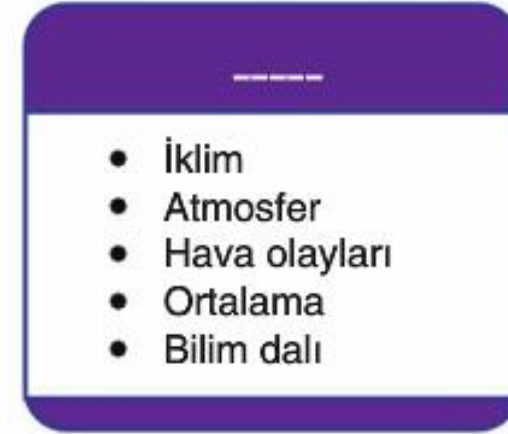 -----
• İklim
• Atmosfer
• Hava olayları
• Ortalama
• Bilim dalı